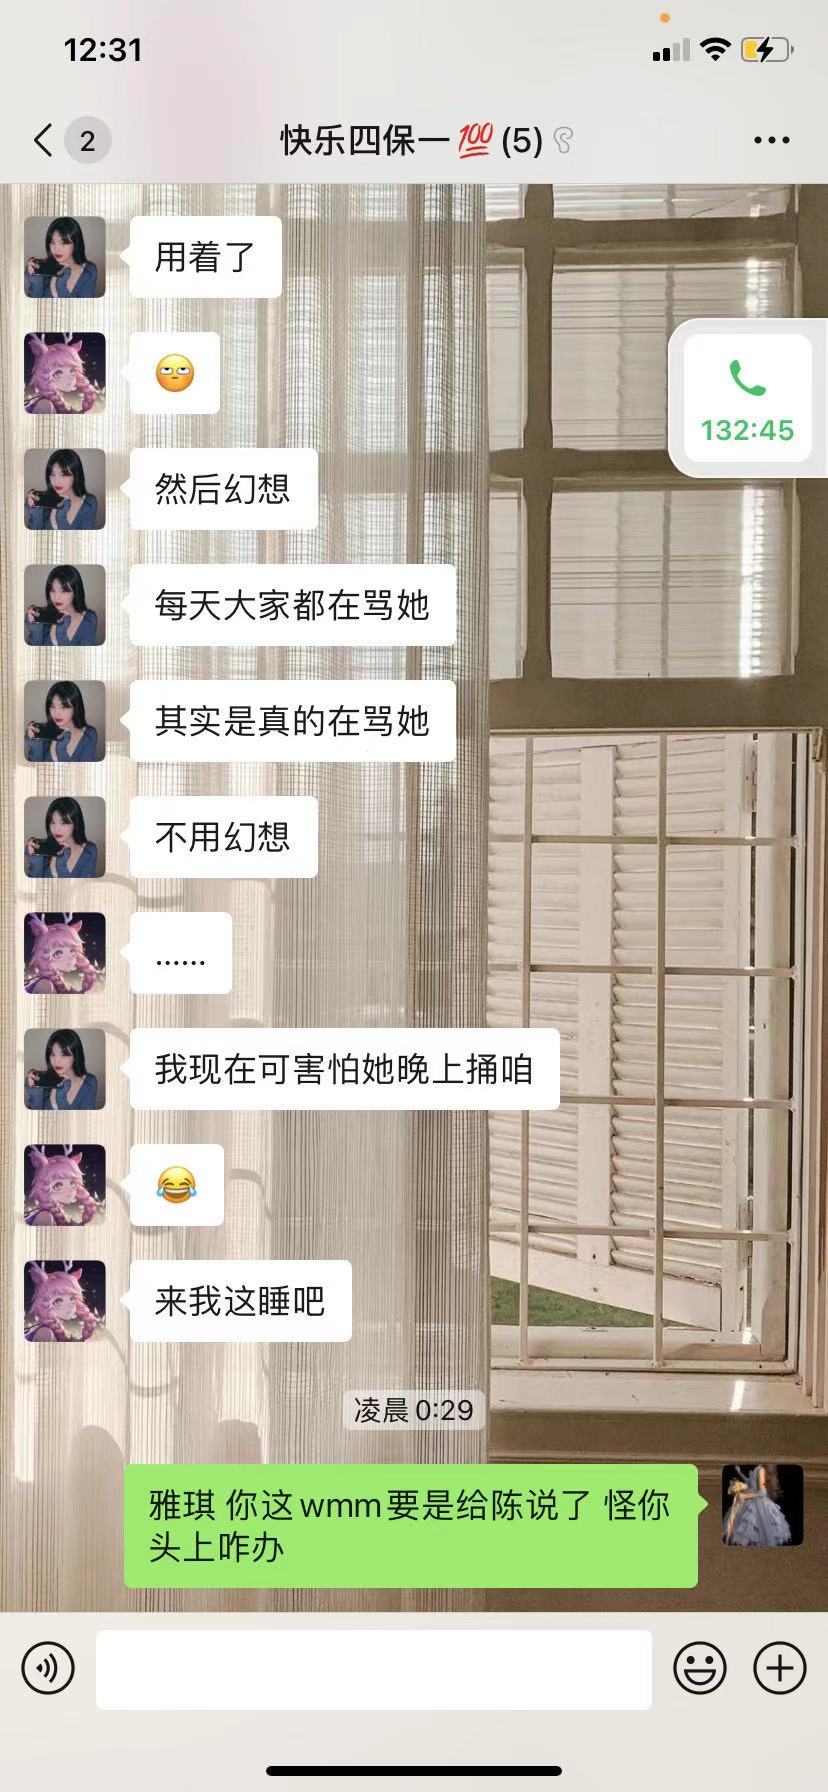 12:31
2
快乐四保一💯(5)
用着了
🙄
然后幻想
132:45
每天大家都在骂她
其实是真的在骂她
不用幻想
......
我现在可害怕她晚上捅咱
😂
来我这睡吧
凌晨 0:29
雅琪 你这wmm要是给陈说了 怪你
头上咋办